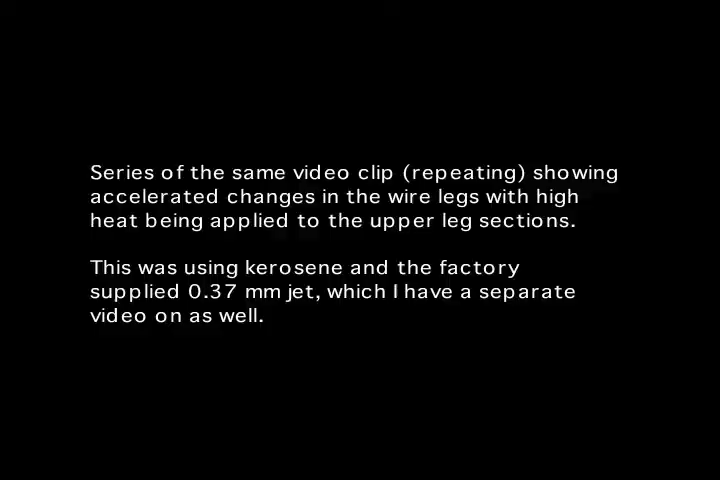 Series of the same video clip (repeating) showing
accelerated changes in the wire legs with high
heat being applied to the upper leg sections.
This was using kerosene and the factory
supplied 0.37 mm jet, which I have a separate
video on as well.